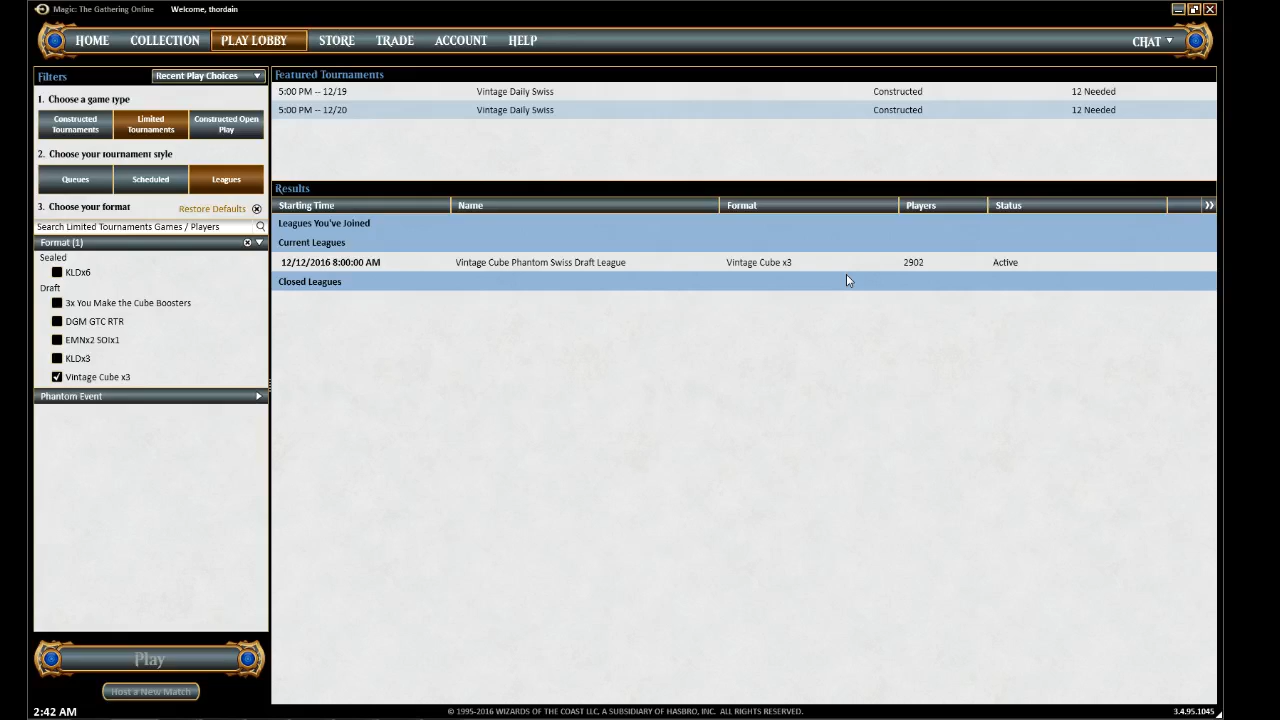 Magic: The Gathering Online Welcome, thordain
HOME COLLECTION PLAY LOBBY STORE TRADE ACCOUNT HELP CHAT
Filters Recent Play Choices
1. Choose a game type
Constructed Tournaments
Limited Tournaments
Constructed Open Play
2. Choose your tournament style
Queues Scheduled Leagues
3. Choose your format Restore Defaults
Search Limited Tournaments Games / Players
Format (1)
Sealed
KLDx6
Draft
3x You Make the Cube Boosters
DGM GTC RTR
EMNx2 SOIx1
KLDx3
Vintage Cube x3
Phantom Event
Play
Host a New Match
2:42 AM
Featured Tournaments
5:00 PM -- 12/19 Vintage Daily Swiss Constructed 12 Needed
5:00 PM -- 12/20 Vintage Daily Swiss Constructed 12 Needed
Results
Starting Time Name Format Players Status
Leagues You've Joined
Current Leagues
12/12/2016 8:00:00 AM Vintage Cube Phantom Swiss Draft League Vintage Cube x3 2902 Active
Closed Leagues
© 1995-2016 WIZARDS OF THE COAST LLC, A SUBSIDIARY OF HASBRO, INC. ALL RIGHTS RESERVED.
3.4.95.1045